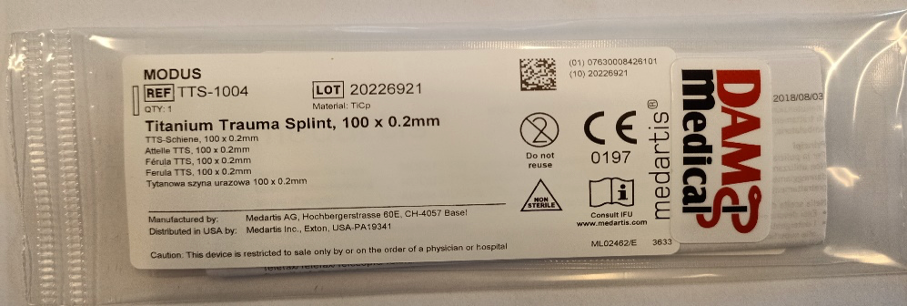 MODUS
REF TTS-1004
LOT 20226921
QTY: 1
Material: TiCp
Titanium Trauma Splint, 100 x 0.2mm
TTS-Schiene, 100 x 0.2mm
Attelle TTS, 100 x 0.2mm
Férula TTS, 100 x 0.2mm
Ferula TTS, 100 x 0.2mm
Tytanowa szyna urazowa 100 x 0.2mm
Manufactured by: Medartis AG, Hochbergerstrasse 60E, CH-4057 Basel
Distributed in USA by: Medartis Inc., Exton, USA-PA19341
Caution: This device is restricted to sale only by or on the order of a physician or hospital
(01) 07630008426101
(10) 20226921
2
Do not
reuse
CE
0197
NON
STERILE
i
Consult IFU
www.medartis.com
ML02462/E 3633
medartis®
DAMS
medical
2018/08/03